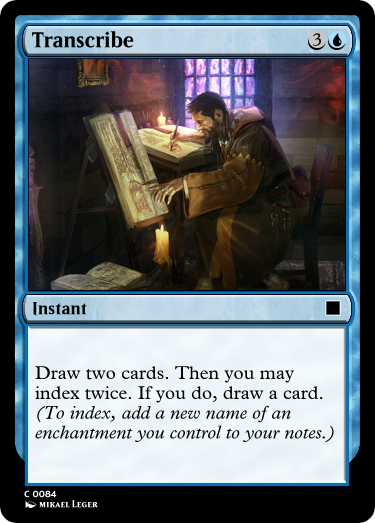 Transcribe 3
Instant
Draw two cards. Then you may
index twice. If you do, draw a card.
(To index, add a new name of an
enchantment you control to your notes.)
C 0084
MIKAEL LEGER